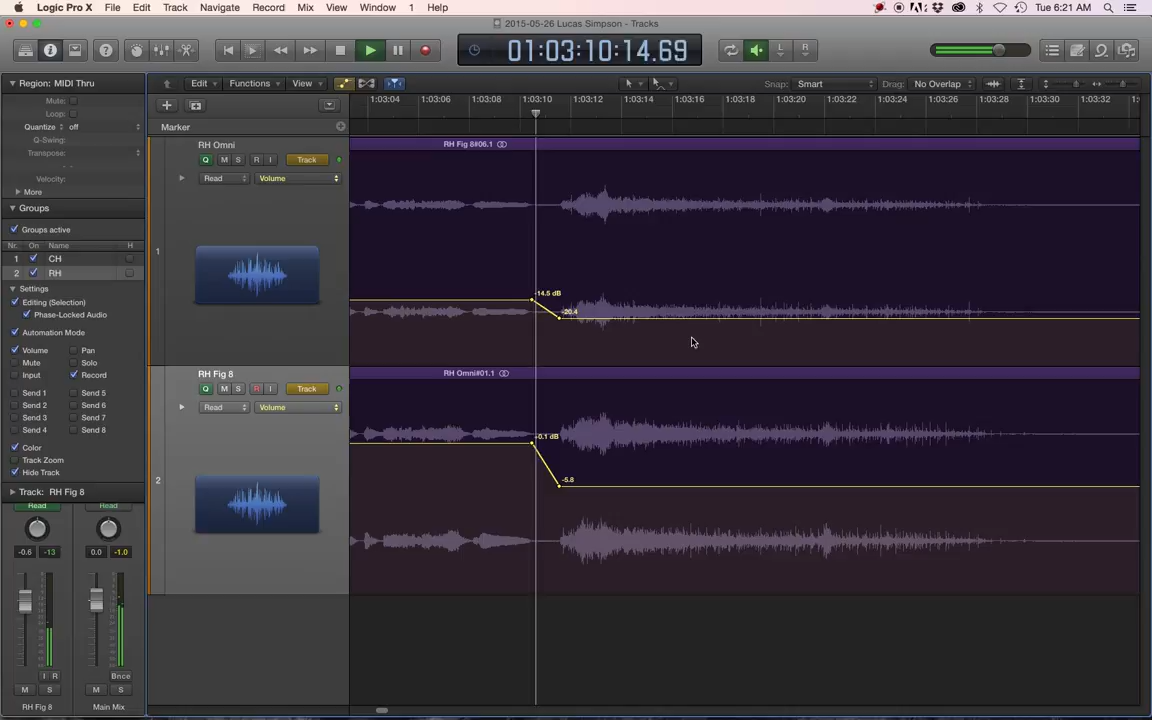 Logic Pro X File Edit Track Navigate Record Mix View Window 1 Help Tue 6:21 AM
2015-05-26 Lucas Simpson - Tracks
01:03:10:14.69 L R
Region: MIDI Thru Edit Functions View Snap: Smart Drag: No Overlap
Mute:
Loop:
Quantize off
Q-Swing:
Transpose:
Velocity:
More
1:03:04 1:03:06 1:03:08 1:03:10 1:03:12 1:03:14 1:03:16 1:03:18 1:03:20 1:03:22 1:03:24 1:03:26 1:03:28 1:03:30 1:03:32
Marker
RH Omni
Q M S R I Track
Read Volume
1
RH Fig 8#06.1
-14.5 dB
-20.4
Groups
Groups active
Nr. On Name H
1 CH
2 RH
Settings
Editing (Selection)
Phase-Locked Audio
Automation Mode
Volume Pan
Mute Solo
Input Record
Send 1 Send 5
Send 2 Send 6
Send 3 Send 7
Send 4 Send 8
Color
Track Zoom
Hide Track
RH Fig 8
Q M S R I Track
Read Volume
2
RH Omni#01.1
+0.1 dB
-5.8
Track: RH Fig 8
Read Read
-0.6 -13 0.0 -1.0
I R Bnce
M S M S
RH Fig 8 Main Mix